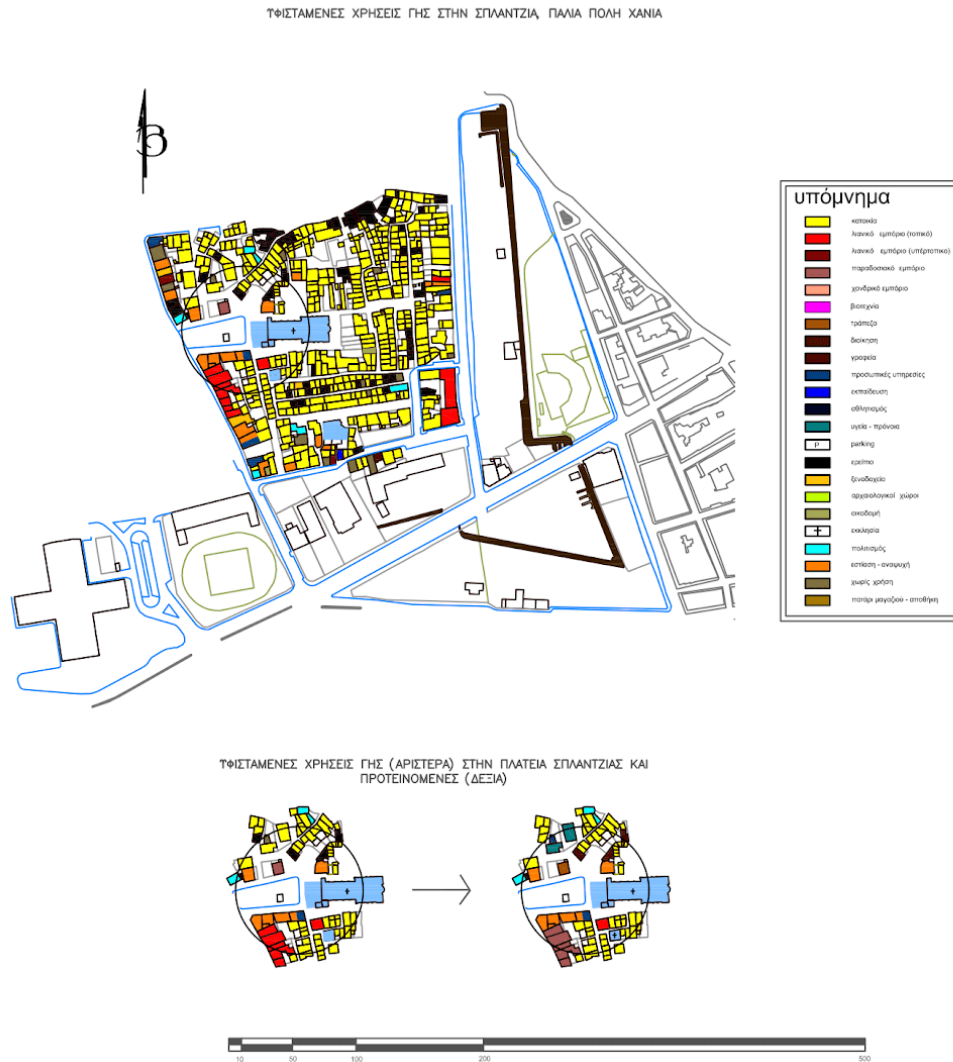 ΥΦΙΣΤΑΜΕΝΕΣ ΧΡΗΣΕΙΣ ΓΗΣ ΣΤΗΝ ΣΠΛΑΝΤΖΙΑ, ΠΑΛΙΑ ΠΟΛΗ ΧΑΝΙΑ
υπόμνημα
κατοικία
λιανικό εμπόριο (τοπικό)
λιανικό εμπόριο (υπέρτοπικο)
παραδοσιακό εμπόριο
χονδρικό εμπόριο
βιοτεχνία
τράπεζα
διοίκηση
γραφεία
προσωπικές υπηρεσίες
εκπαίδευση
αθλητισμός
υγεία - πρόνοια
P parking
ερείπιο
ξενοδοχείο
αρχαιολογικοί χώροι
οικοδομή
εκκλησία
πολιτισμός
εστίαση - αναψυχή
χωρίς χρήση
πατάρι μαγαζιού - αποθήκη
ΥΦΙΣΤΑΜΕΝΕΣ ΧΡΗΣΕΙΣ ΓΗΣ (ΑΡΙΣΤΕΡΑ) ΣΤΗΝ ΠΛΑΤΕΙΑ ΣΠΛΑΝΤΖΙΑΣ ΚΑΙ
ΠΡΟΤΕΙΝΟΜΕΝΕΣ (ΔΕΞΙΑ)
10 50 100 200 500